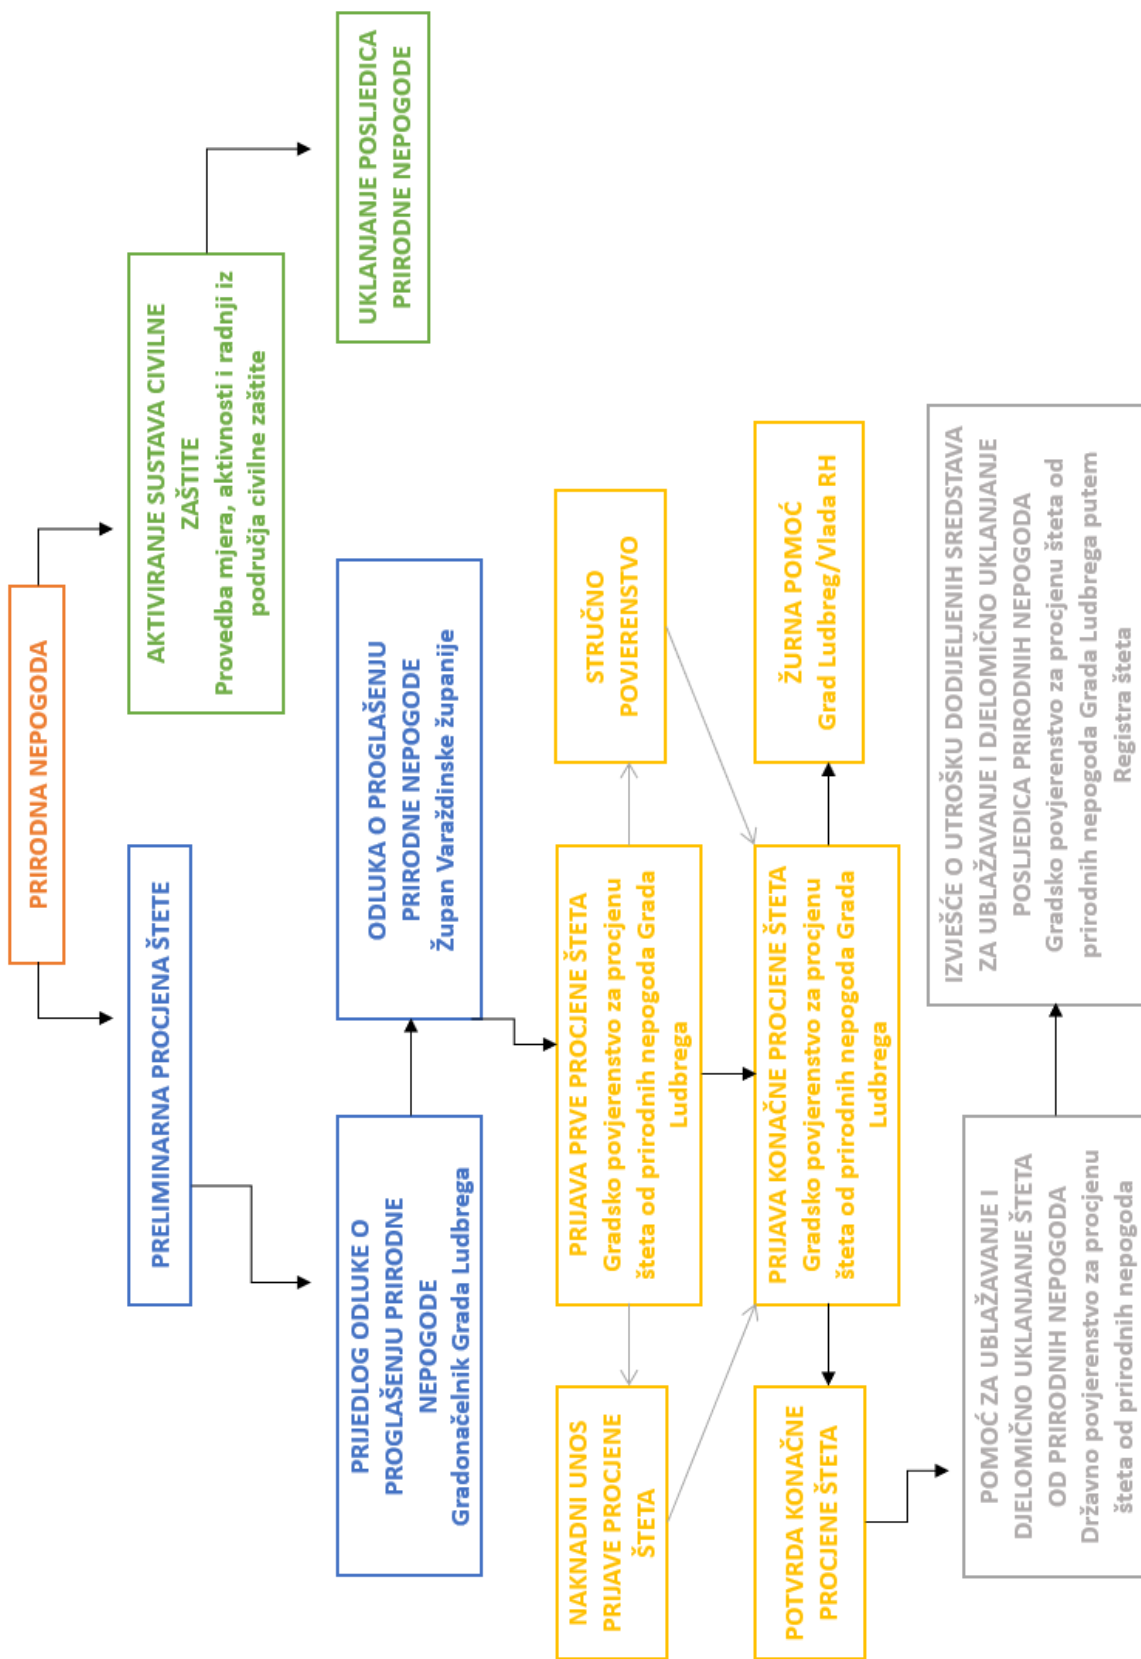 PRIRODNA NEPOGODA
PRELIMINARNA PROCJENA ŠTETE
AKTIVIRANJE SUSTAVA CIVILNE
ZAŠTITE
Provedba mjera, aktivnosti i radnji iz
područja civilne zaštite
PRIJEDLOG ODLUKE O
PROGLAŠENJU PRIRODNE
NEPOGODE
Gradonačelnik Grada Ludbrega
ODLUKA O PROGLAŠENJU
PRIRODNE NEPOGODE
Župan Varaždinske županije
UKLANJANJE POSLJEDICA
PRIRODNE NEPOGODE
NAKNADNI UNOS
PRIJAVE PROCJENE
ŠTETA
PRIJAVA PRVE PROCJENE ŠTETA
Gradsko povjerenstvo za procjenu
šteta od prirodnih nepogoda Grada
Ludbrega
STRUČNO
POVJERENSTVO
POTVRDA KONAČNE
PROCJENE ŠTETA
PRIJAVA KONAČNE PROCJENE ŠTETA
Gradsko povjerenstvo za procjenu
šteta od prirodnih nepogoda Grada
Ludbrega
ŽURNA POMOĆ
Grad Ludbreg/Vlada RH
POMOĆ ZA UBLAŽAVANJE I
DJELOMIČNO UKLANJANJE ŠTETA
OD PRIRODNIH NEPOGODA
Državno povjerenstvo za procjenu
šteta od prirodnih nepogoda
IZVJEŠĆE O UTROŠKU DODIJELJENIH SREDSTAVA
ZA UBLAŽAVANJE I DJELOMIČNO UKLANJANJE
POSLJEDICA PRIRODNIH NEPOGODA
Gradsko povjerenstvo za procjenu šteta od
prirodnih nepogoda Grada Ludbrega putem
Registra šteta